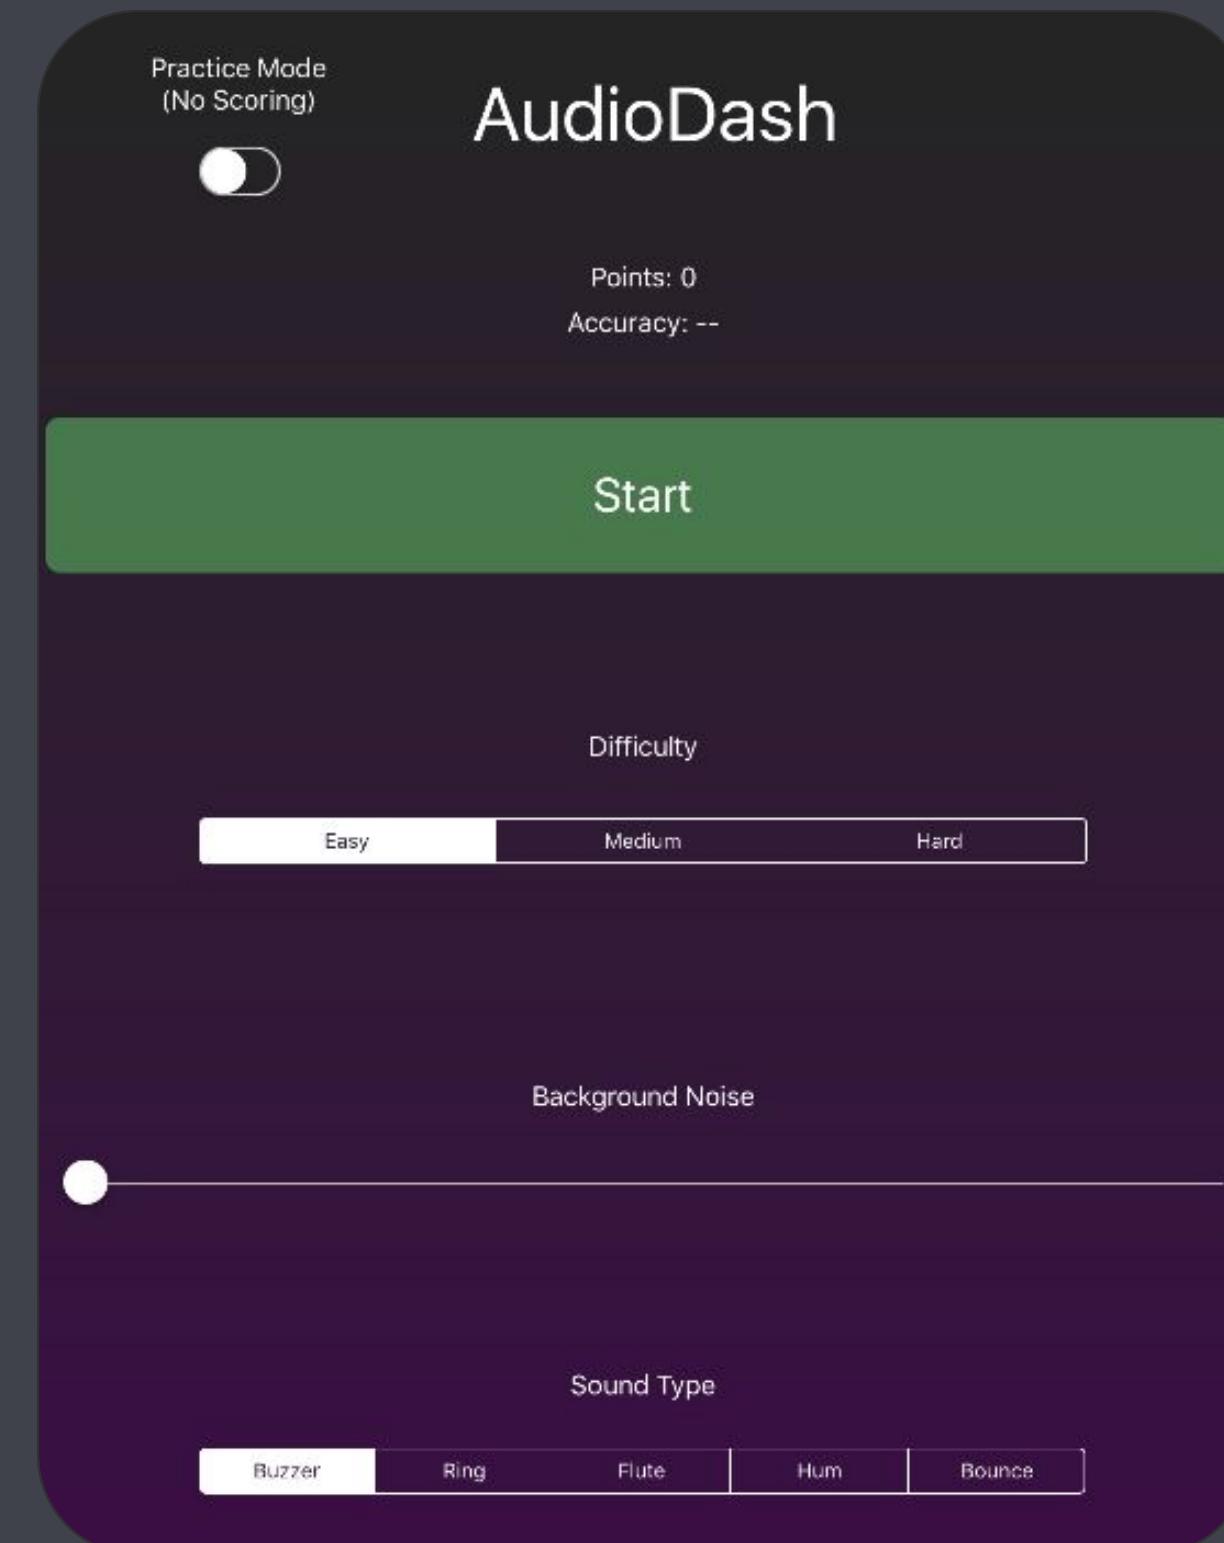 Practice Mode
(No Scoring)
AudioDash
Points: 0
Accuracy: --
Start
Difficulty
Easy Medium Hard
Background Noise
Sound Type
Buzzer Ring Flute Hum Bounce